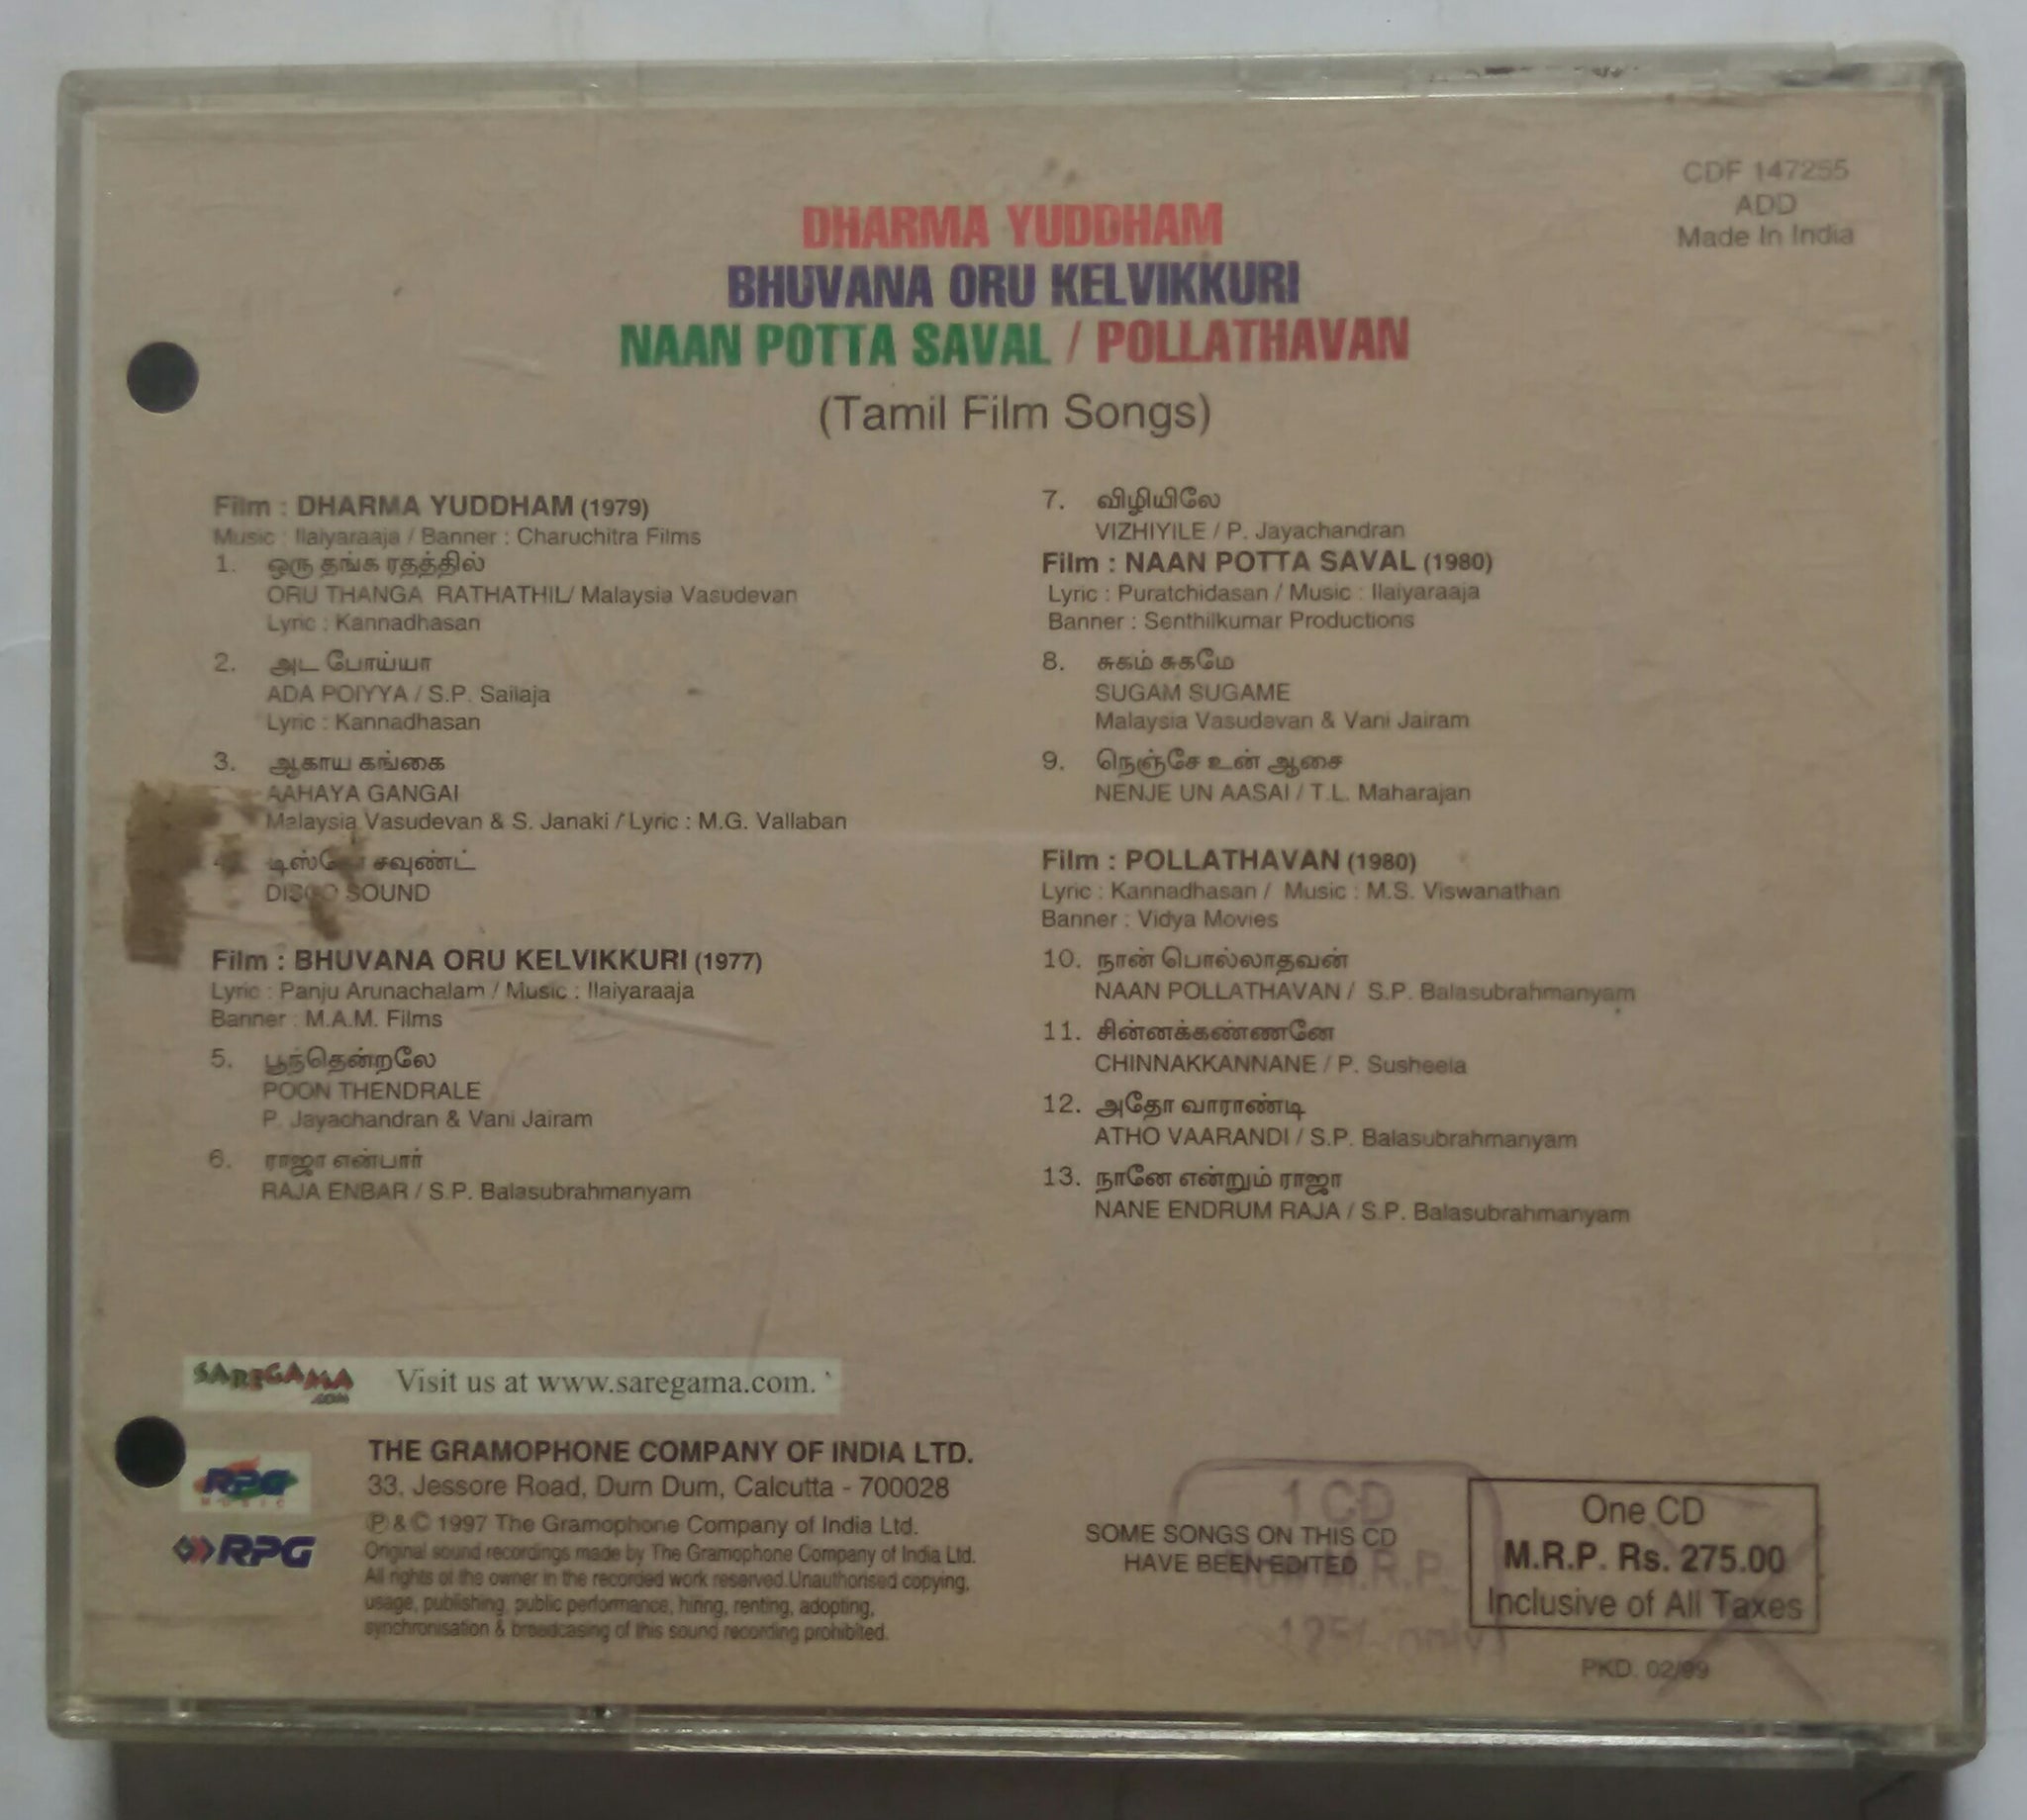 CDF 147255
ADD
Made In India
DHARMA YUDDHAM
BHUVANA ORU KELVIKKURI
NAAN POTTA SAVAL / POLLATHAVAN
(Tamil Film Songs)
Film : DHARMA YUDDHAM (1979)
Music : Ilaiyaraaja / Banner : Charuchitra Films
1. ஒரு தங்க ரதத்தில்
ORU THANGA RATHATHIL/ Malaysia Vasudevan
Lyric : Kannadhasan
2. அட போய்யா
ADA POIYYA / S.P. Sailaja
Lyric : Kannadhasan
3. ஆகாய கங்கை
AAHAYA GANGAI
Malaysia Vasudevan & S. Janaki / Lyric : M.G. Vallaban
4. டிஸ்கோ சவுண்ட்
DISCO SOUND
Film : BHUVANA ORU KELVIKKURI (1977)
Lyric : Panju Arunachalam / Music : Ilaiyaraaja
Banner : M.A.M. Films
5. பூந்தென்றலே
POON THENDRALE
P. Jayachandran & Vani Jairam
6. ராஜா என்பார்
RAJA ENBAR / S.P. Balasubrahmanyam
7. விழியிலே
VIZHIYILE / P. Jayachandran
Film : NAAN POTTA SAVAL (1980)
Lyric : Puratchidasan / Music : Ilaiyaraaja
Banner : Senthilkumar Productions
8. சுகம் சுகமே
SUGAM SUGAME
Malaysia Vasudevan & Vani Jairam
9. நெஞ்சே உன் ஆசை
NENJE UN AASAI / T.L. Maharajan
Film : POLLATHAVAN (1980)
Lyric : Kannadhasan / Music : M.S. Viswanathan
Banner : Vidya Movies
10. நான் பொல்லாதவன்
NAAN POLLATHAVAN / S.P. Balasubrahmanyam
11. சின்னக்கண்ணனே
CHINNAKKANNANE / P. Susheela
12. அதோ வாராண்டி
ATHO VAARANDI / S.P. Balasubrahmanyam
13. நானே என்றும் ராஜா
NANE ENDRUM RAJA / S.P. Balasubrahmanyam
SAREGAMA .COM Visit us at www.saregama.com.
RPG MUSIC
RPG
THE GRAMOPHONE COMPANY OF INDIA LTD.
33, Jessore Road, Dum Dum, Calcutta - 700028
℗ & © 1997 The Gramophone Company of India Ltd.
Original sound recordings made by The Gramophone Company of India Ltd.
All rights of the owner in the recorded work reserved.Unauthorised copying,
usage, publishing, public performance, hiring, renting, adopting,
synchronisation & broadcasing of this sound recording prohibited.
SOME SONGS ON THIS CD
HAVE BEEN EDITED
1 CD
M.R.P.
125/- only
One CD
M.R.P. Rs. 275.00
Inclusive of All Taxes
PKD. 02/99